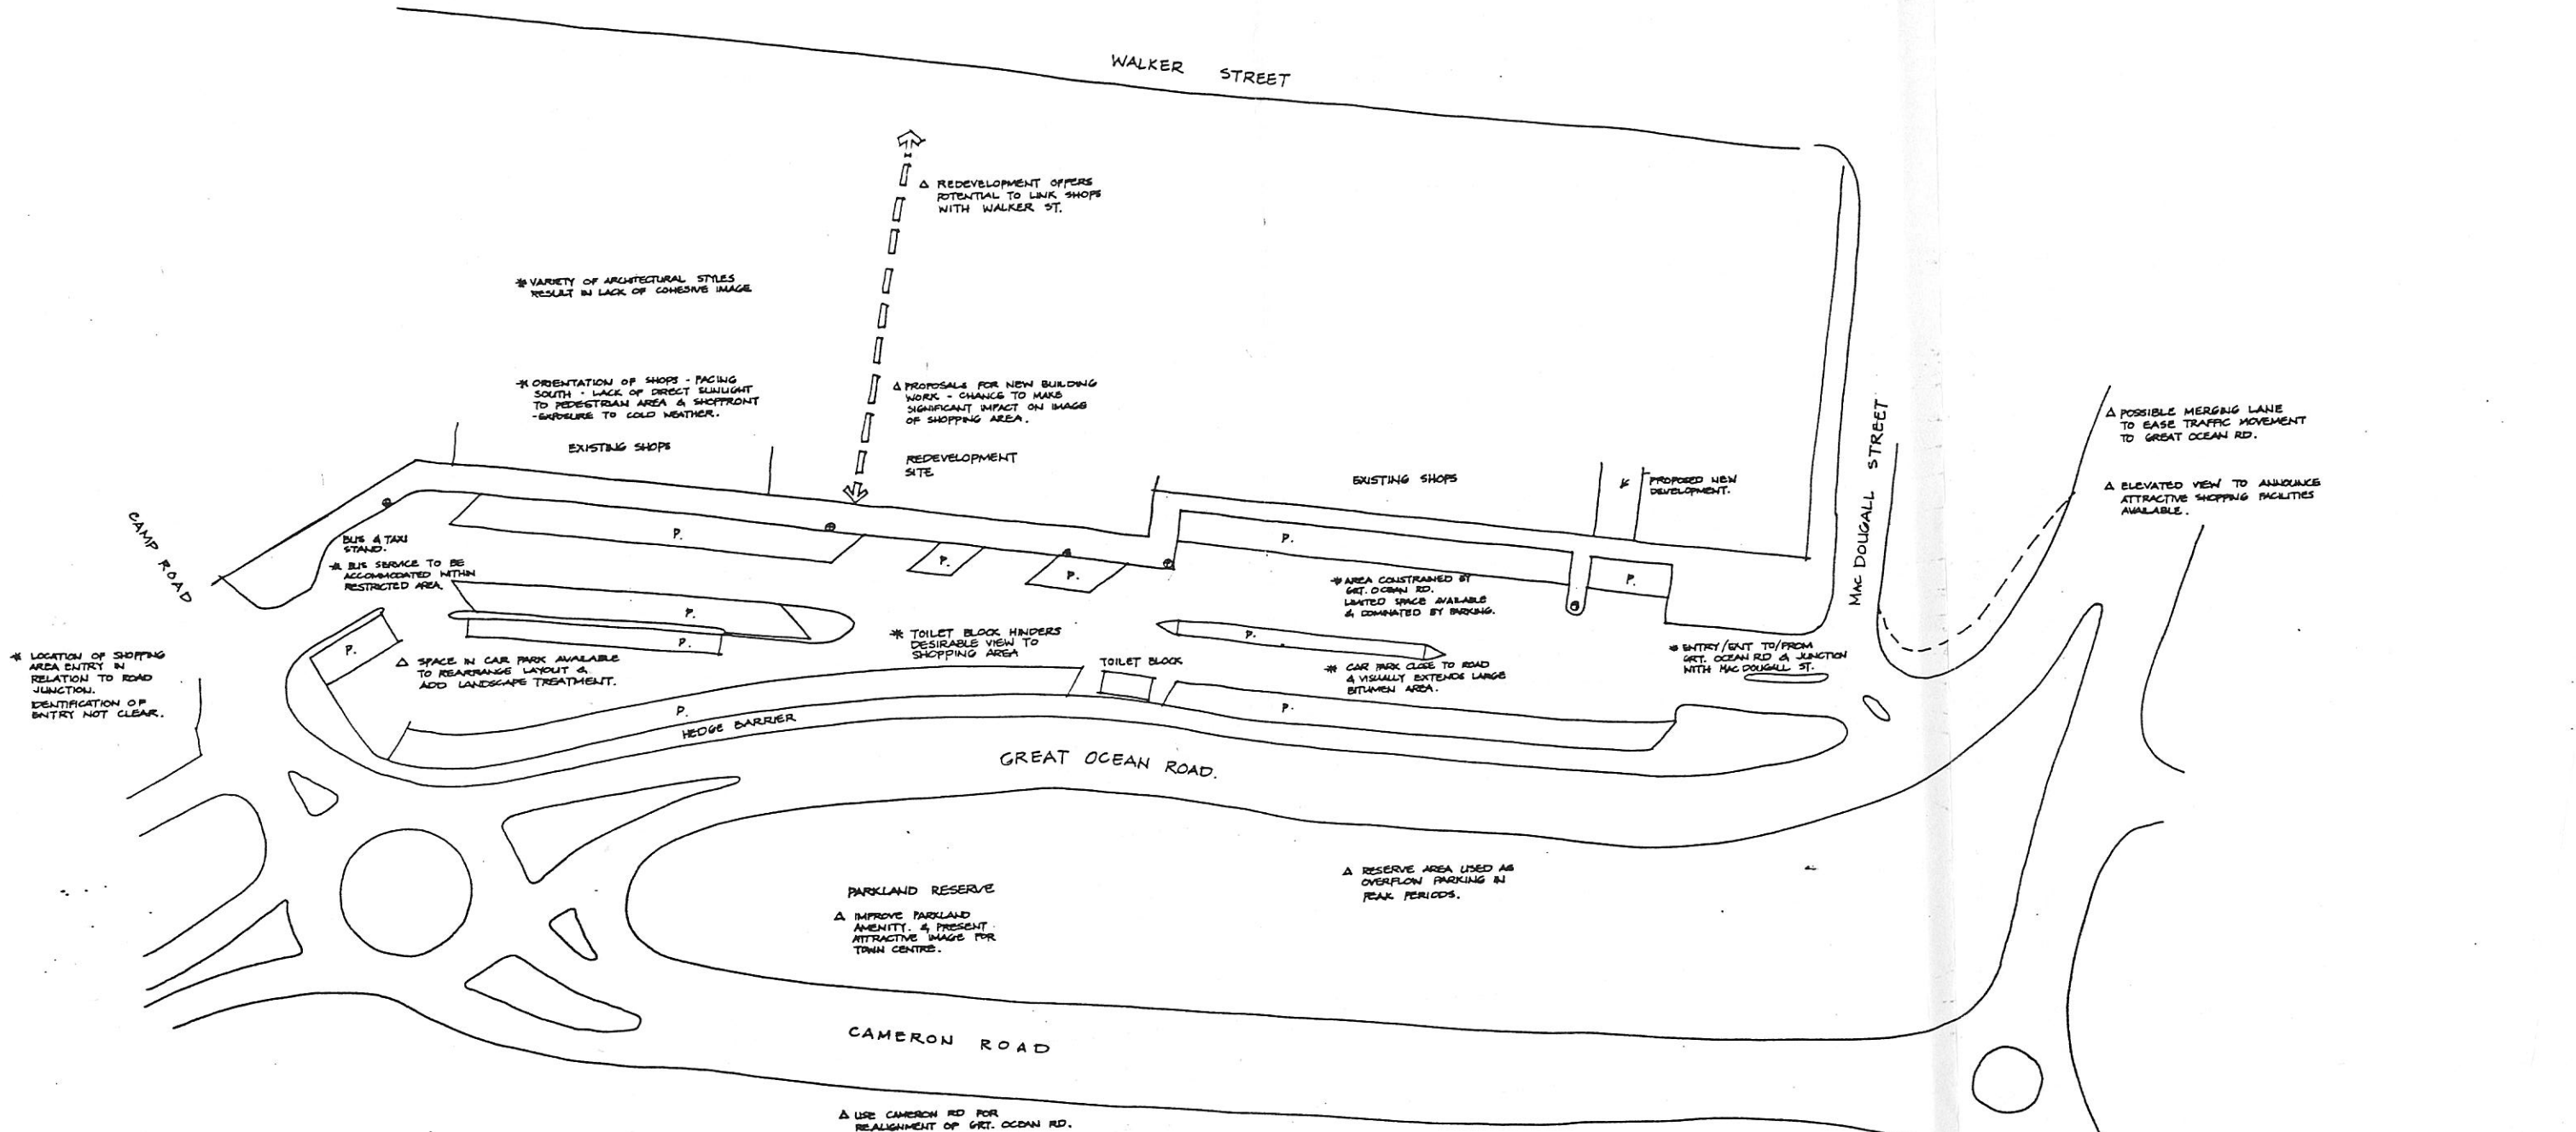 WALKER STREET
△ REDEVELOPMENT OFFERS
POTENTIAL TO LINK SHOPS
WITH WALKER ST.
* VARIETY OF ARCHITECTURAL STYLES
RESULT IN LACK OF COHESIVE IMAGE
* ORIENTATION OF SHOPS - FACING
SOUTH - LACK OF DIRECT SUNLIGHT
TO PEDESTRIAN AREA & SHOPFRONT
- EXPOSURE TO COLD WEATHER.
△ PROPOSALS FOR NEW BUILDING
WORK - CHANCE TO MAKE
SIGNIFICANT IMPACT ON IMAGE
OF SHOPPING AREA.
EXISTING SHOPS
REDEVELOPMENT
SITE
EXISTING SHOPS
PROPOSED NEW
DEVELOPMENT.
MAC DOUGALL STREET
△ POSSIBLE MERGING LANE
TO EASE TRAFFIC MOVEMENT
TO GREAT OCEAN RD.
△ ELEVATED VIEW TO ANNOUNCE
ATTRACTIVE SHOPPING FACILITIES
AVAILABLE.
CAMP ROAD
BUS & TAXI
STAND.
* BUS SERVICE TO BE
ACCOMMODATED WITHIN
RESTRICTED AREA.
P.
P.
P.
P.
P.
* AREA CONSTRAINED BY
GRT. OCEAN RD.
LIMITED SPACE AVAILABLE
& DOMINATED BY PARKING.
P.
P.
P.
P.
* TOILET BLOCK HINDERS
DESIRABLE VIEW TO
SHOPPING AREA
* LOCATION OF SHOPPING
AREA ENTRY IN
RELATION TO ROAD
JUNCTION.
IDENTIFICATION OF
ENTRY NOT CLEAR.
△ SPACE IN CAR PARK AVAILABLE
TO REARRANGE LAYOUT &
ADD LANDSCAPE TREATMENT.
TOILET BLOCK
* CAR PARK CLOSE TO ROAD
& VISUALLY EXTENDS LARGE
BITUMEN AREA.
* ENTRY/EXIT TO/FROM
GRT. OCEAN RD & JUNCTION
WITH MAC DOUGALL ST.
P.
P.
HEDGE BARRIER
GREAT OCEAN ROAD.
PARKLAND RESERVE
△ IMPROVE PARKLAND
AMENITY. & PRESENT
ATTRACTIVE IMAGE FOR
TOWN CENTRE.
△ RESERVE AREA USED AS
OVERFLOW PARKING IN
PEAK PERIODS.
CAMERON ROAD
△ USE CAMERON RD FOR
REALIGNMENT OF GRT. OCEAN RD.